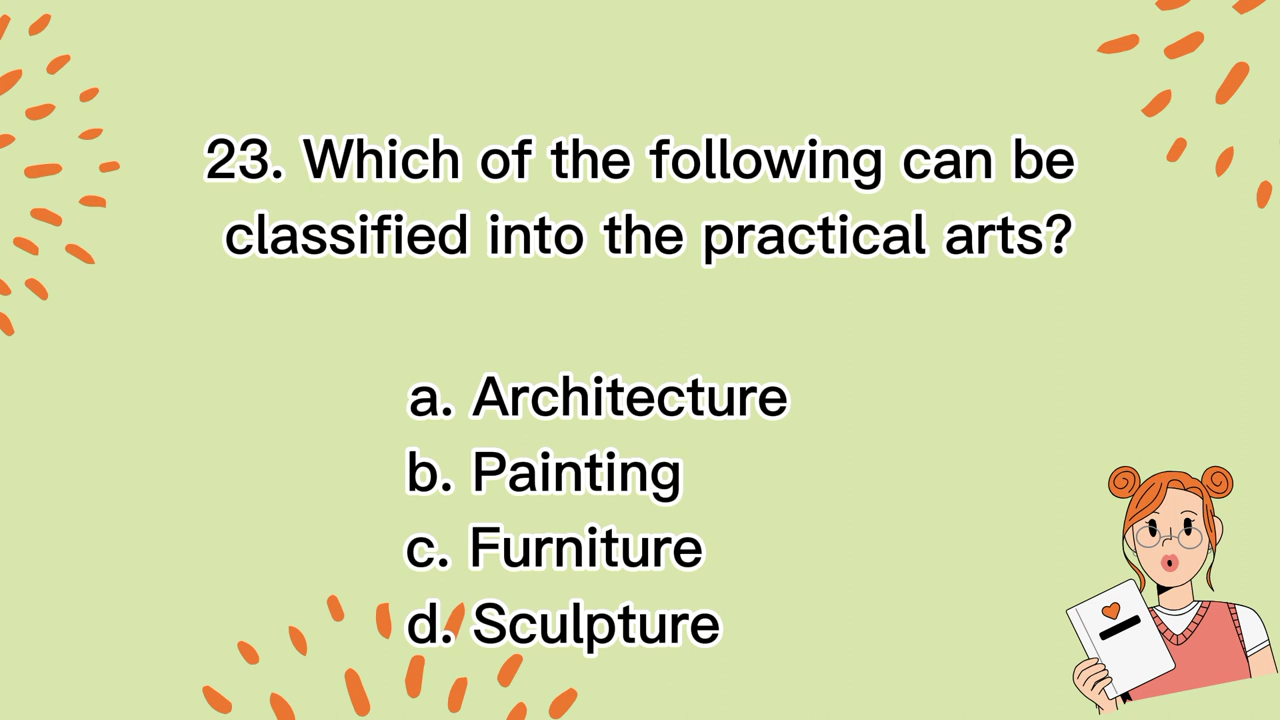 23. Which of the following can be
classified into the practical arts?
a. Architecture
b. Painting
c. Furniture
d. Sculpture